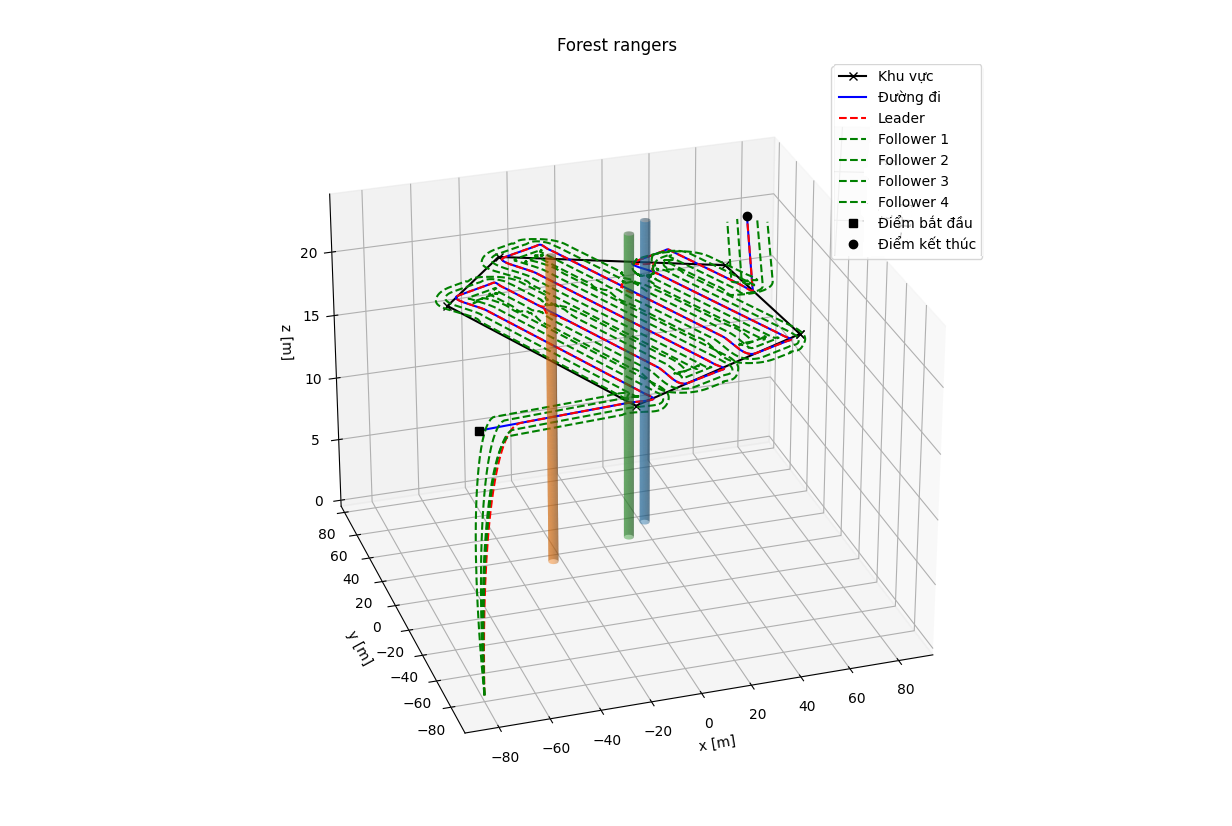 Forest rangers
Khu vực
Đường đi
Leader
Follower 1
Follower 2
Follower 3
Follower 4
Điểm bắt đầu
Điểm kết thúc
20
15
10
5
0
z [m]
80
60
40
20
0
−20
−40
−60
−80
y [m]
−80
−60
−40
−20
0
20
40
60
80
x [m]